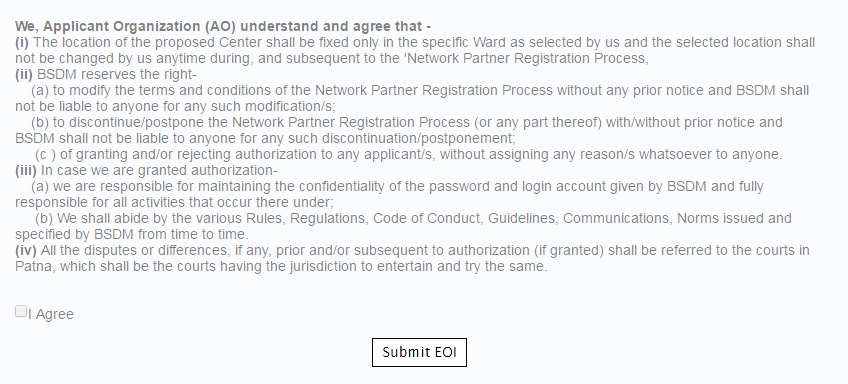 We, Applicant Organization (AO) understand and agree that -
(i) The location of the proposed Center shall be fixed only in the specific Ward as selected by us and the selected location shall
not be changed by us anytime during, and subsequent to the 'Network Partner Registration Process,
(ii) BSDM reserves the right-
(a) to modify the terms and conditions of the Network Partner Registration Process without any prior notice and BSDM shall
not be liable to anyone for any such modification/s;
(b) to discontinue/postpone the Network Partner Registration Process (or any part thereof) with/without prior notice and
BSDM shall not be liable to anyone for any such discontinuation/postponement;
(c ) of granting and/or rejecting authorization to any applicant/s, without assigning any reason/s whatsoever to anyone.
(iii) In case we are granted authorization-
(a) we are responsible for maintaining the confidentiality of the password and login account given by BSDM and fully
responsible for all activities that occur there under;
(b) We shall abide by the various Rules, Regulations, Code of Conduct, Guidelines, Communications, Norms issued and
specified by BSDM from time to time.
(iv) All the disputes or differences, if any, prior and/or subsequent to authorization (if granted) shall be referred to the courts in
Patna, which shall be the courts having the jurisdiction to entertain and try the same.
I Agree
Submit EOI